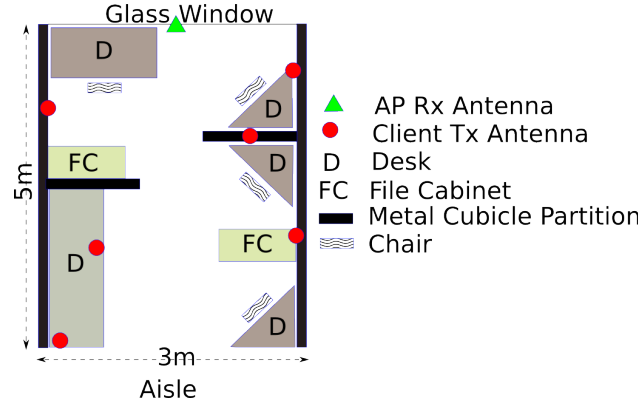 Glass Window
D
D
AP Rx Antenna
Client Tx Antenna
FC
D
D
Desk
5m
FC
File Cabinet
Metal Cubicle Partition
D
FC
Chair
D
3m
Aisle